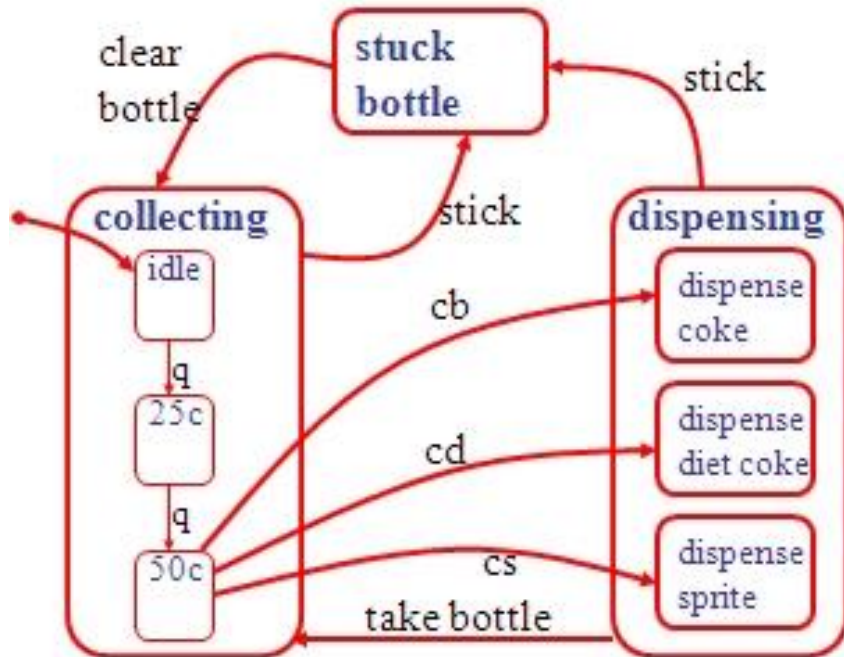 clear
bottle
stuck
bottle
stick
collecting
stick
dispensing
idle
q
25c
q
50c
cb
cd
cs
take bottle
dispense
coke
dispense
diet coke
dispense
sprite